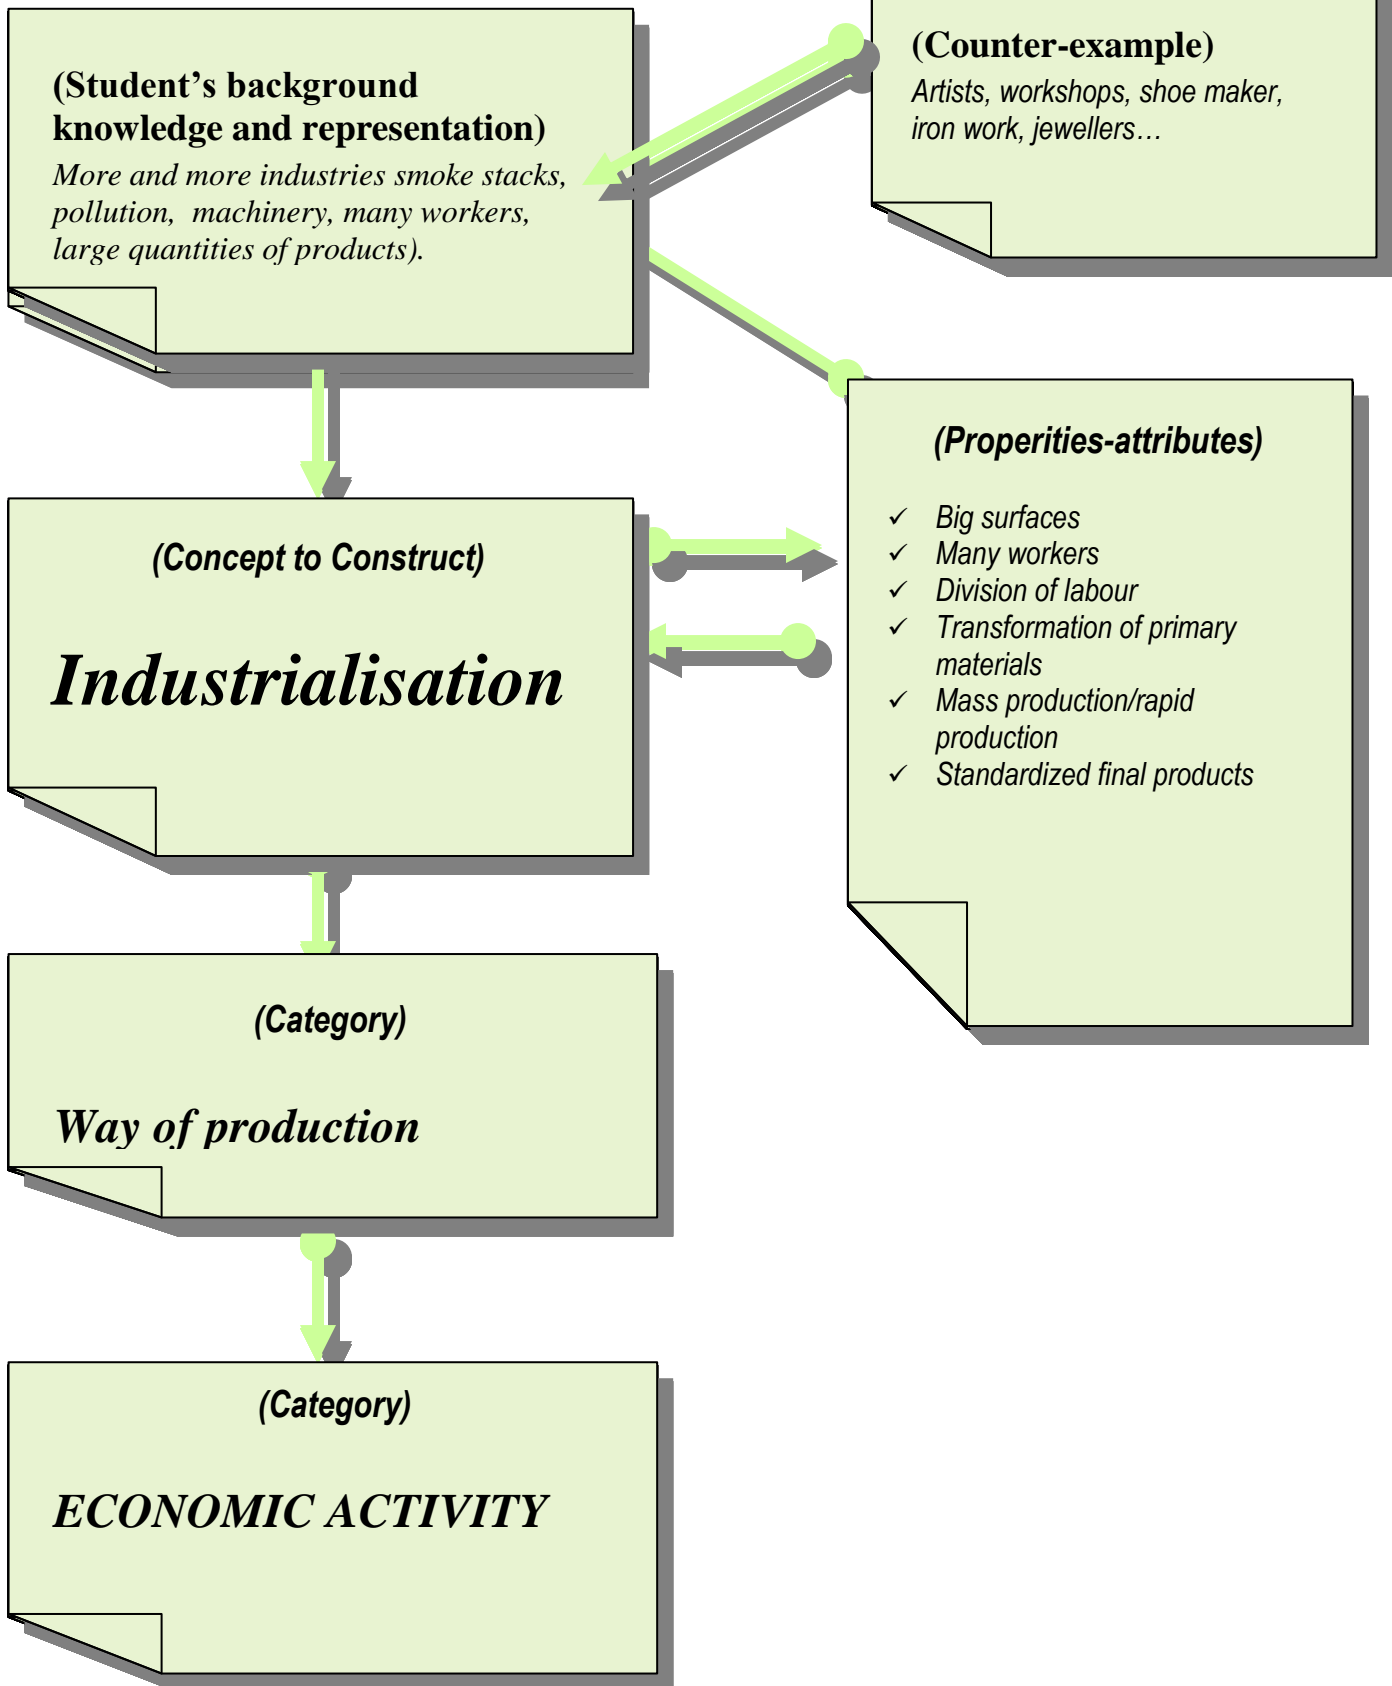 (Counter-example)
Artists, workshops, shoe maker,
iron work, jewellers…
(Student’s background
knowledge and representation)
More and more industries smoke stacks,
pollution,  machinery, many workers,
large quantities of products).
(Properities-attributes)
✓ Big surfaces
✓ Many workers
✓ Division of labour
✓ Transformation of primary
materials
✓ Mass production/rapid
production
✓ Standardized final products
(Concept to Construct)
Industrialisation
(Category)
Way of production
(Category)
ECONOMIC ACTIVITY